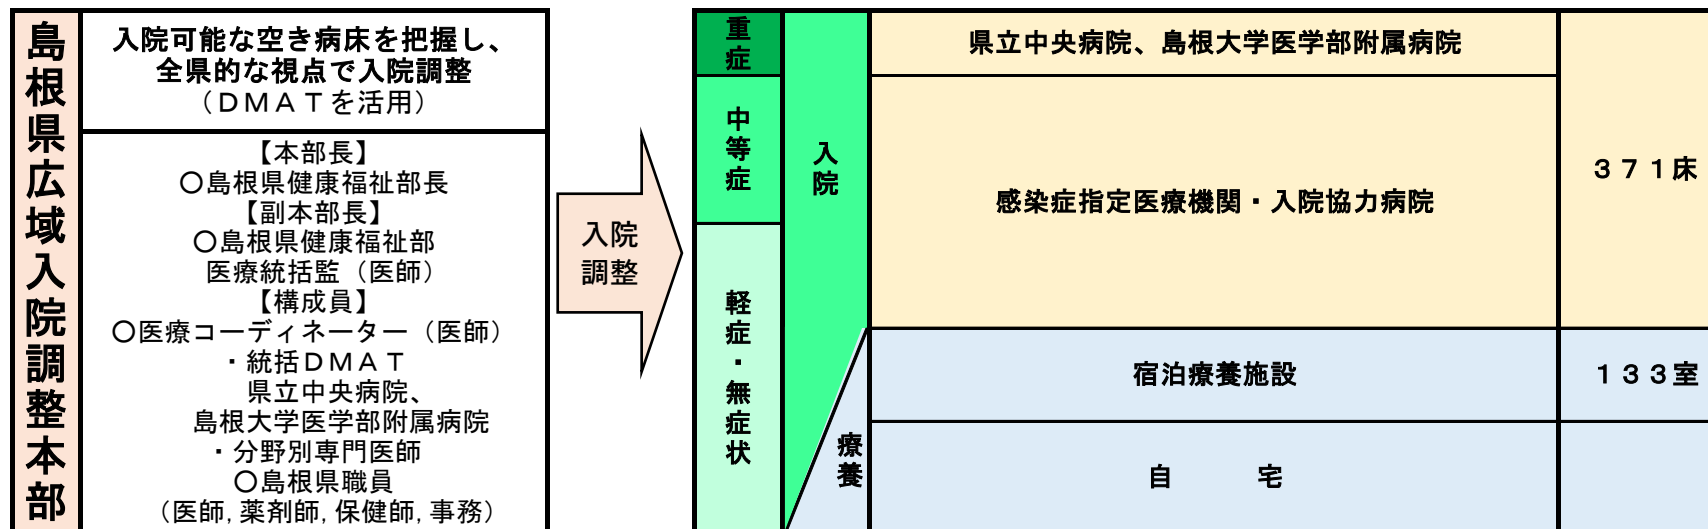 島根県広域入院調整本部
入院可能な空き病床を把握し、
全県的な視点で入院調整
（ＤＭＡＴを活用）
【本部長】
〇島根県健康福祉部長
【副本部長】
〇島根県健康福祉部
医療統括監（医師）
【構成員】
〇医療コーディネーター（医師）
・統括ＤＭＡＴ
県立中央病院、
島根大学医学部附属病院
・分野別専門医師
〇島根県職員
（医師,薬剤師,保健師,事務）
入院
調整
重症
中等症
軽症・無症状
入院
療養
県立中央病院、島根大学医学部附属病院
感染症指定医療機関・入院協力病院
３７１床
宿泊療養施設
１３３室
自　宅